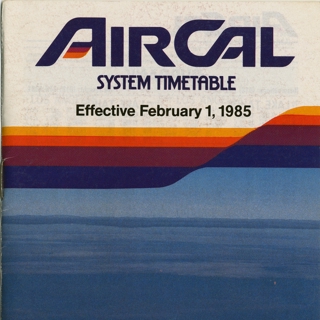 AIRCAL
SYSTEM TIMETABLE
Effective February 1, 1985